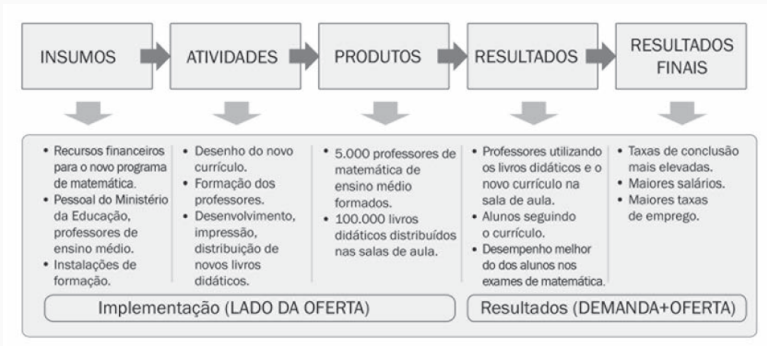 INSUMOS
ATIVIDADES
PRODUTOS
RESULTADOS
RESULTADOS
FINAIS
• Recursos financeiros
para o novo programa
de matemática.
• Pessoal do Ministério
da Educação,
professores de
ensino médio.
• Instalações de
formação.
• Desenho do novo
currículo.
• Formação dos
professores.
• Desenvolvimento,
impressão,
distribuição de
novos livros
didáticos.
• 5.000 professores de
matemática de
ensino médio
formados.
• 100.000 livros
didáticos distribuídos
nas salas de aula.
• Professores utilizando
os livros didáticos e o
novo currículo na
sala de aula.
• Alunos seguindo
o currículo.
• Desempenho melhor
do dos alunos nos
exames de matemática.
• Taxas de conclusão
mais elevadas.
• Maiores salários.
• Maiores taxas
de emprego.
Implementação (LADO DA OFERTA)
Resultados (DEMANDA+OFERTA)